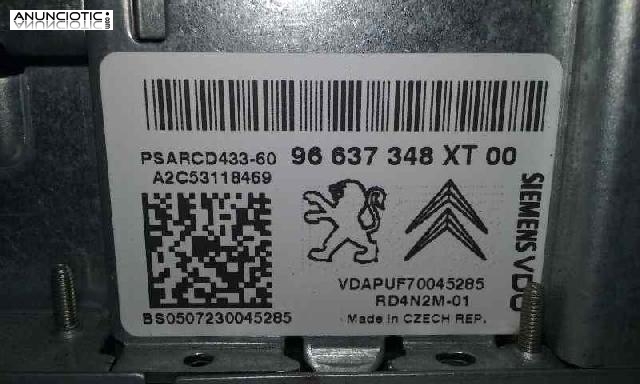 ANUNCIOTIC
.com
PSARCD433-60 96 637 348 XT 00
A2C53118469
SIEMENS VDO
VDAPUF70045285
RD4N2M-01
BS0507230045285 Made in CZECH REP.